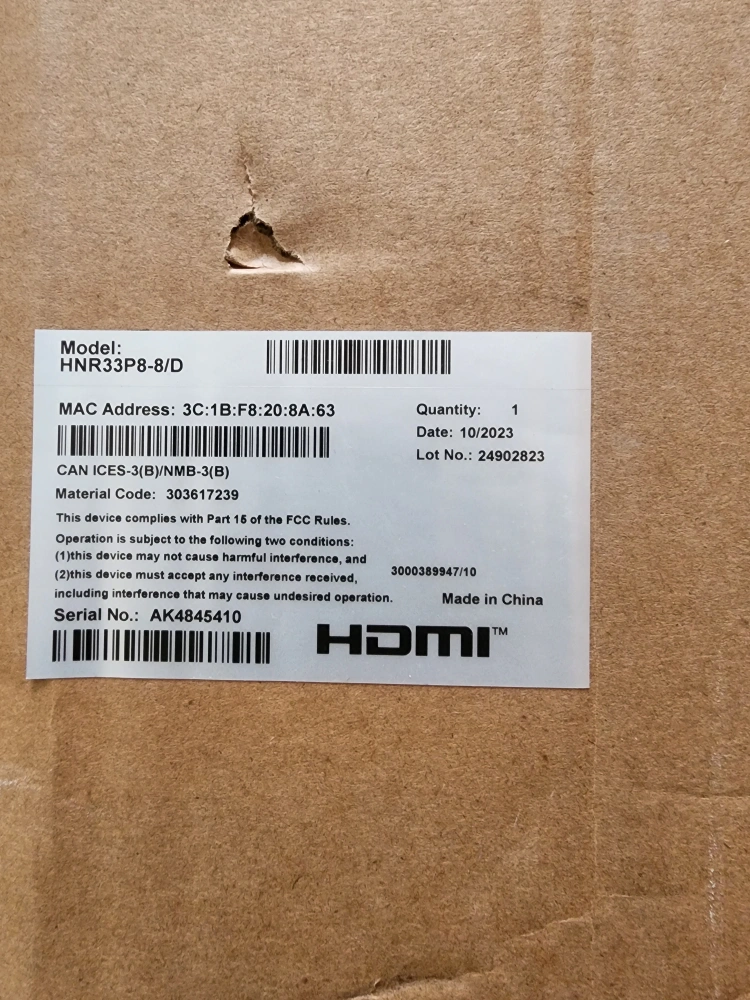 Model:
HNR33P8-8/D
MAC Address: 3C:1B:F8:20:8A:63
Quantity: 1
Date: 10/2023
Lot No.: 24902823
CAN ICES-3(B)/NMB-3(B)
Material Code: 303617239
This device complies with Part 15 of the FCC Rules.
Operation is subject to the following two conditions:
(1)this device may not cause harmful interference, and
(2)this device must accept any interference received,
including interference that may cause undesired operation.
3000389947/10
Made in China
Serial No.: AK4845410
HDMI™